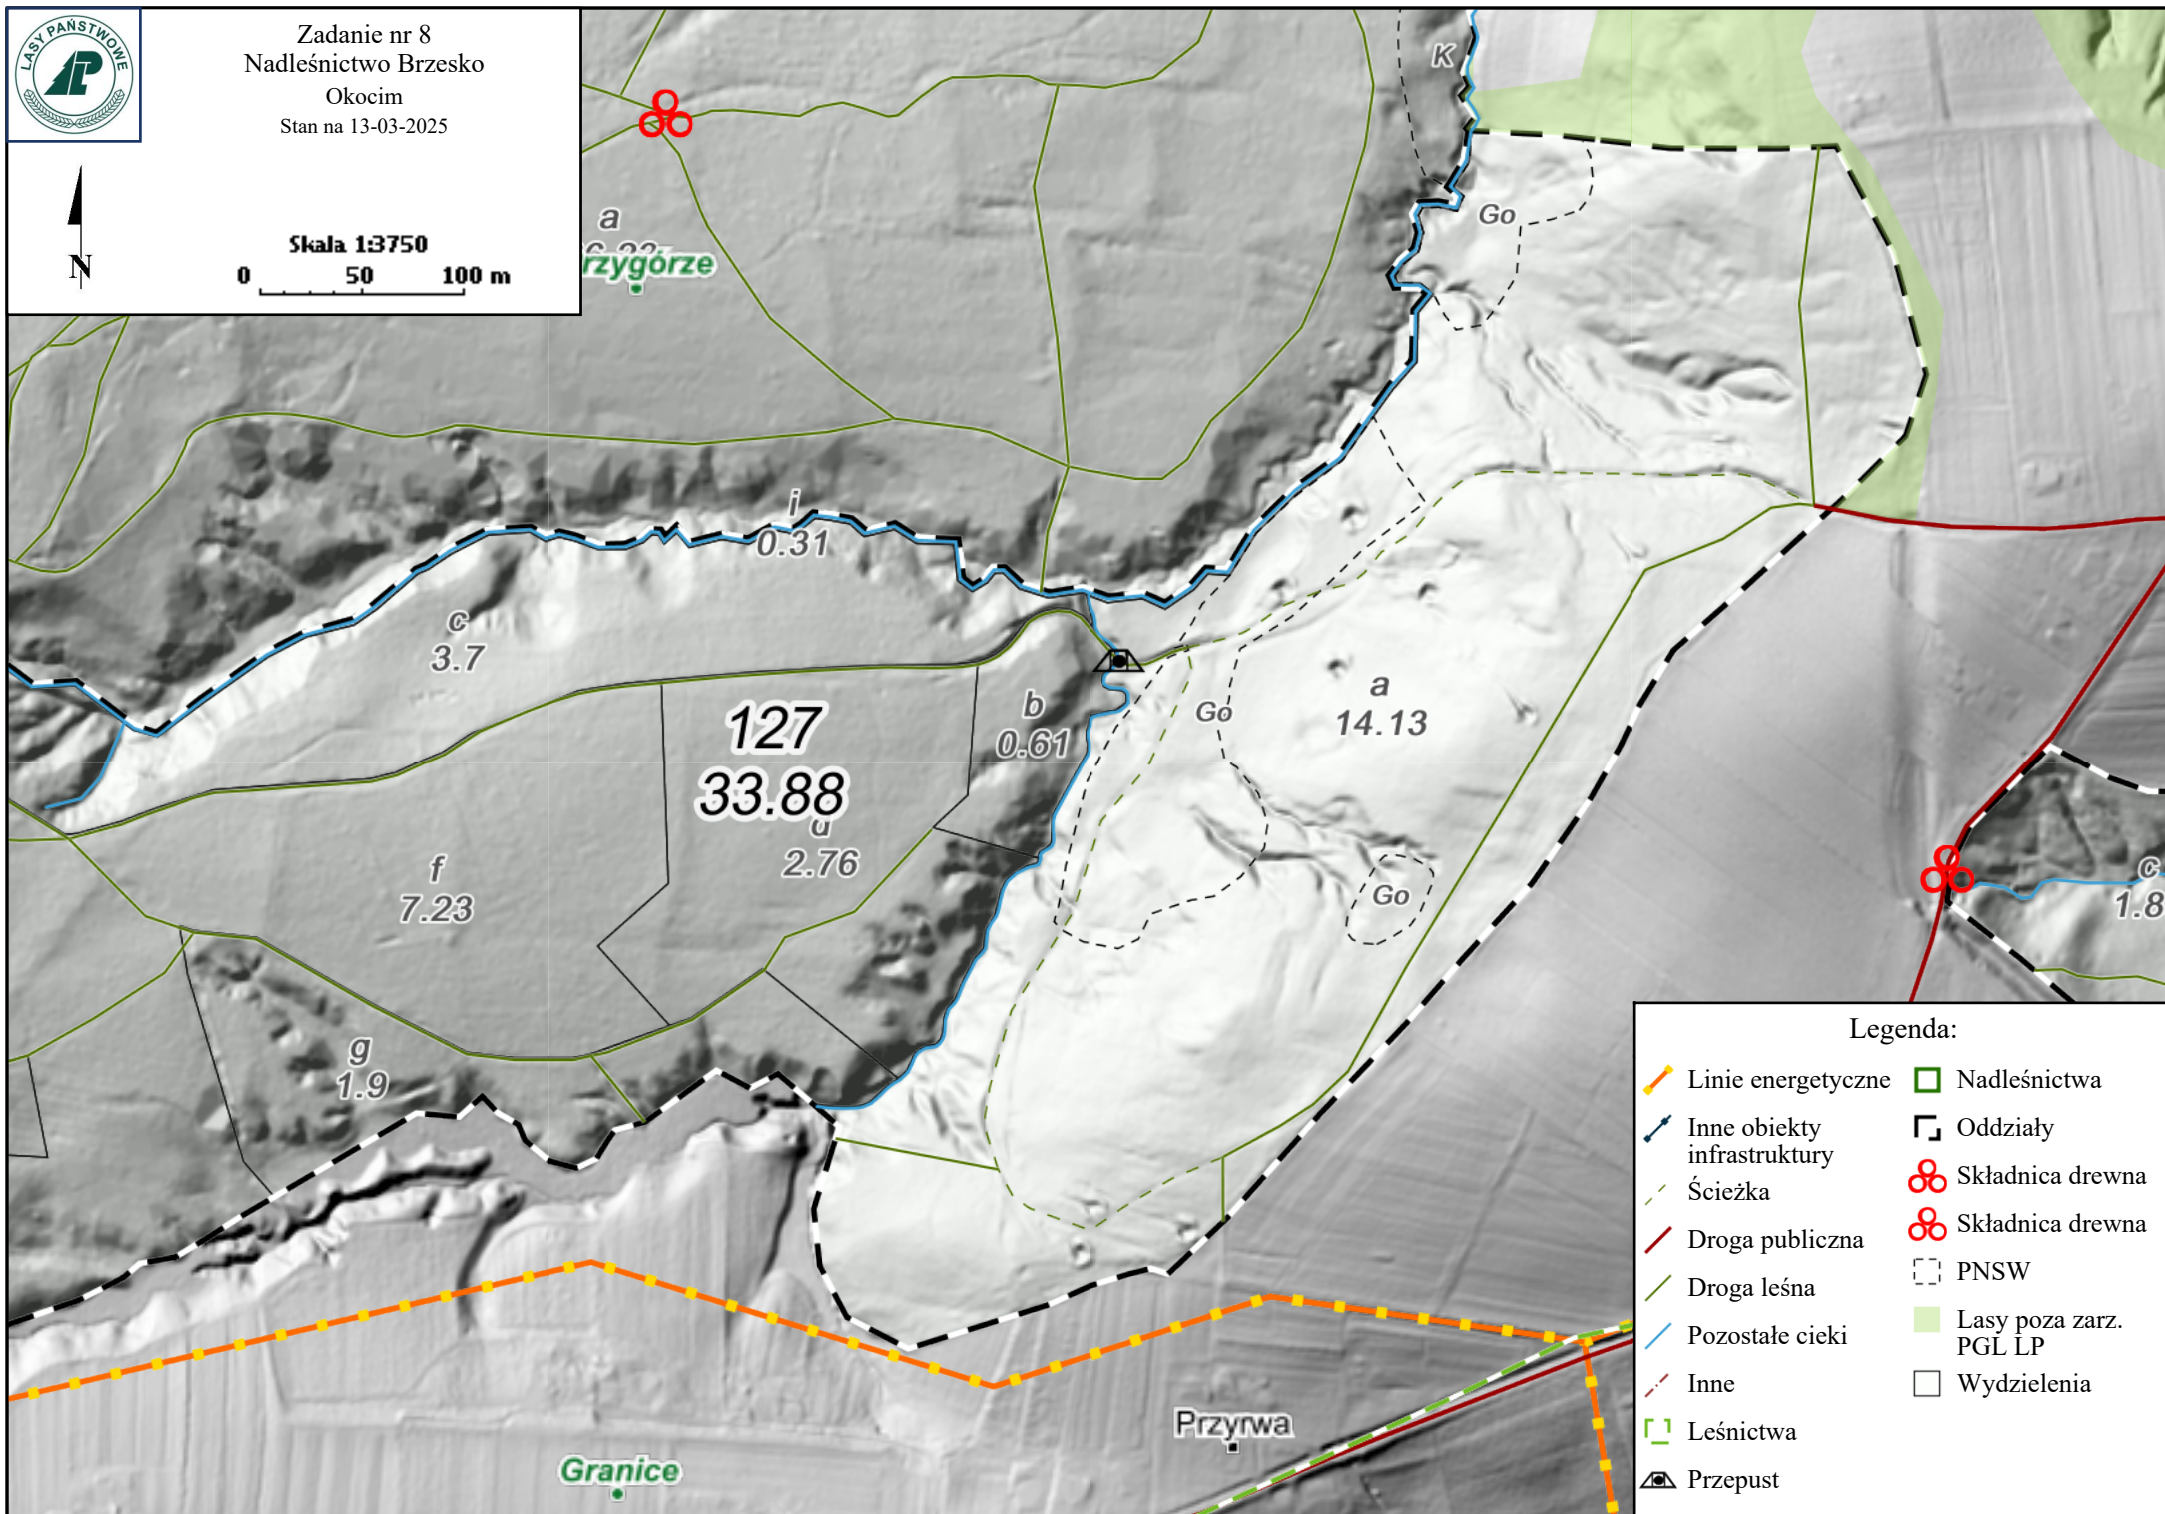 LASY PAŃSTWOWE
Zadanie nr 8
Nadleśnictwo Brzesko
Okocim
Stan na 13-03-2025
N
Skala 1:3750
0 50 100 m
K
a
rzygórze
Go
i
0.31
c
3.7
b
0.61
127
33.88
d
2.76
Go
a
14.13
f
7.23
Go
c
1.8
g
1.9
Przyrwa
Granice
Legenda:
Linie energetyczne
Inne obiekty
infrastruktury
Ścieżka
Droga publiczna
Droga leśna
Pozostałe cieki
Inne
Leśnictwa
Przepust
Nadleśnictwa
Oddziały
Składnica drewna
Składnica drewna
PNSW
Lasy poza zarz.
PGL LP
Wydzielenia